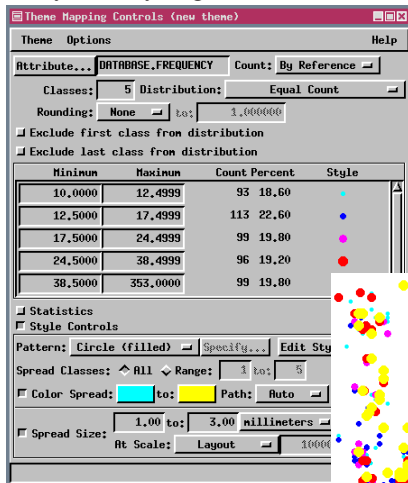 Theme Mapping Controls (new theme)
Theme Options Help
Attribute... DATABASE.FREQUENCY Count: By Reference
Classes: 5 Distribution: Equal Count
Rounding: None to: 1.000000
Exclude first class from distribution
Exclude last class from distribution
Minimum Maximum Count Percent Style
10.0000 12.4999 93 18.60
12.5000 17.4999 113 22.60
17.5000 24.4999 99 19.80
24.5000 38.4999 96 19.20
38.5000 353.0000 99 19.80
Statistics
Style Controls
Pattern: Circle (filled) Specify... Edit Sty
Spread Classes: All Range: 1 to: 5
Color Spread: to: Path: Auto
Spread Size: 1.00 to: 3.00 millimeters
At Scale: Layout 1000